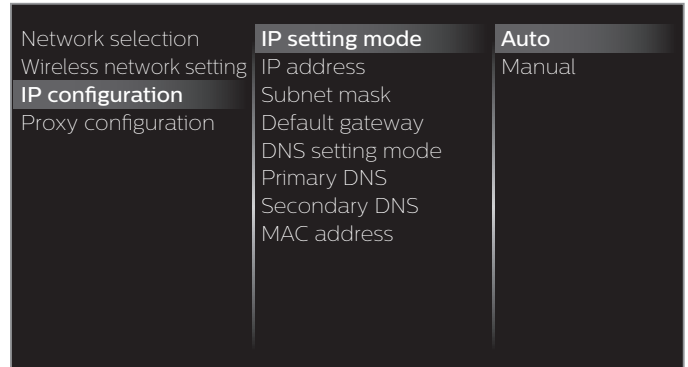 Network selection
Wireless network setting
IP configuration
Proxy configuration
IP setting mode
IP address
Subnet mask
Default gateway
DNS setting mode
Primary DNS
Secondary DNS
MAC address
Auto
Manual